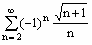 ∞∑n=2 (-1)^n √(n+1)/n